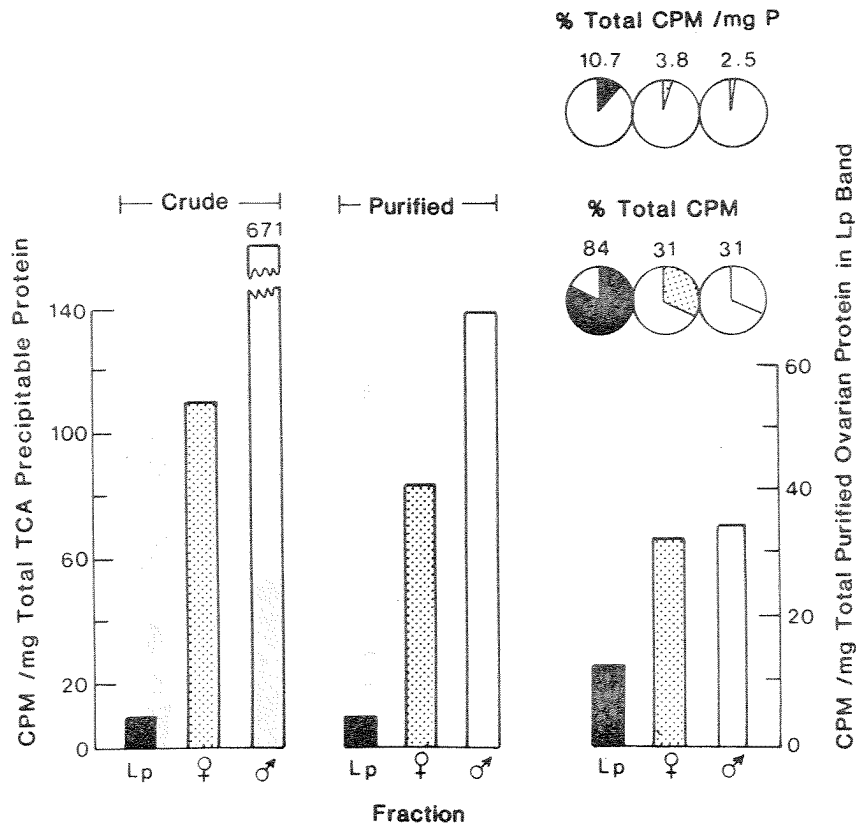 % Total CPM /mg P
10.7 3.8 2.5
Crude
Purified
% Total CPM
671
84 31 31
CPM /mg Total TCA Precipitable Protein
140
100
60
20
0
CPM /mg Total Purified Ovarian Protein in Lp Band
60
40
20
0
Lp ♀ ♂
Lp ♀ ♂
Lp ♀ ♂
Fraction